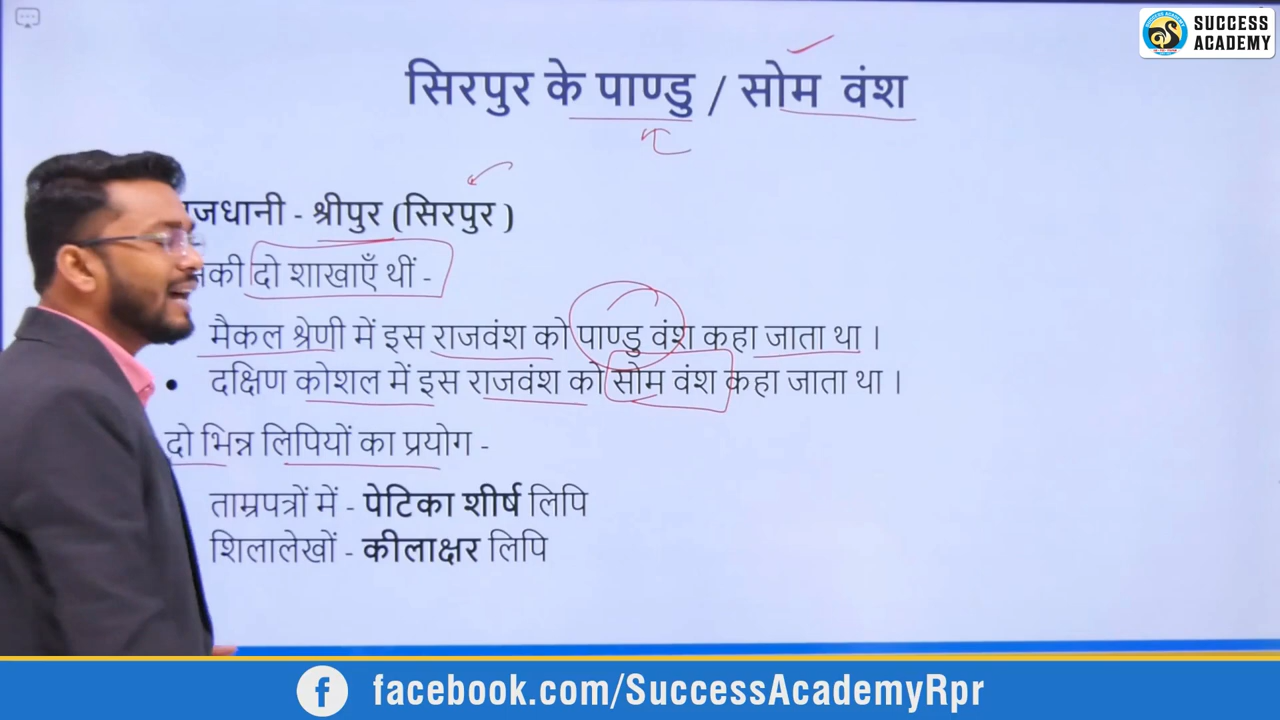 SUCCESS
ACADEMY
सिरपुर के पाण्डु / सोम वंश
जधानी - श्रीपुर (सिरपुर )
की दो शाखाएँ थीं -
मैकल श्रेणी में इस राजवंश को पाण्डु वंश कहा जाता था ।
• दक्षिण कोशल में इस राजवंश को सोम वंश कहा जाता था ।
दो भिन्न लिपियों का प्रयोग -
ताम्रपत्रों में - पेटिका शीर्ष लिपि
शिलालेखों - कीलाक्षर लिपि
facebook.com/SuccessAcademyRpr